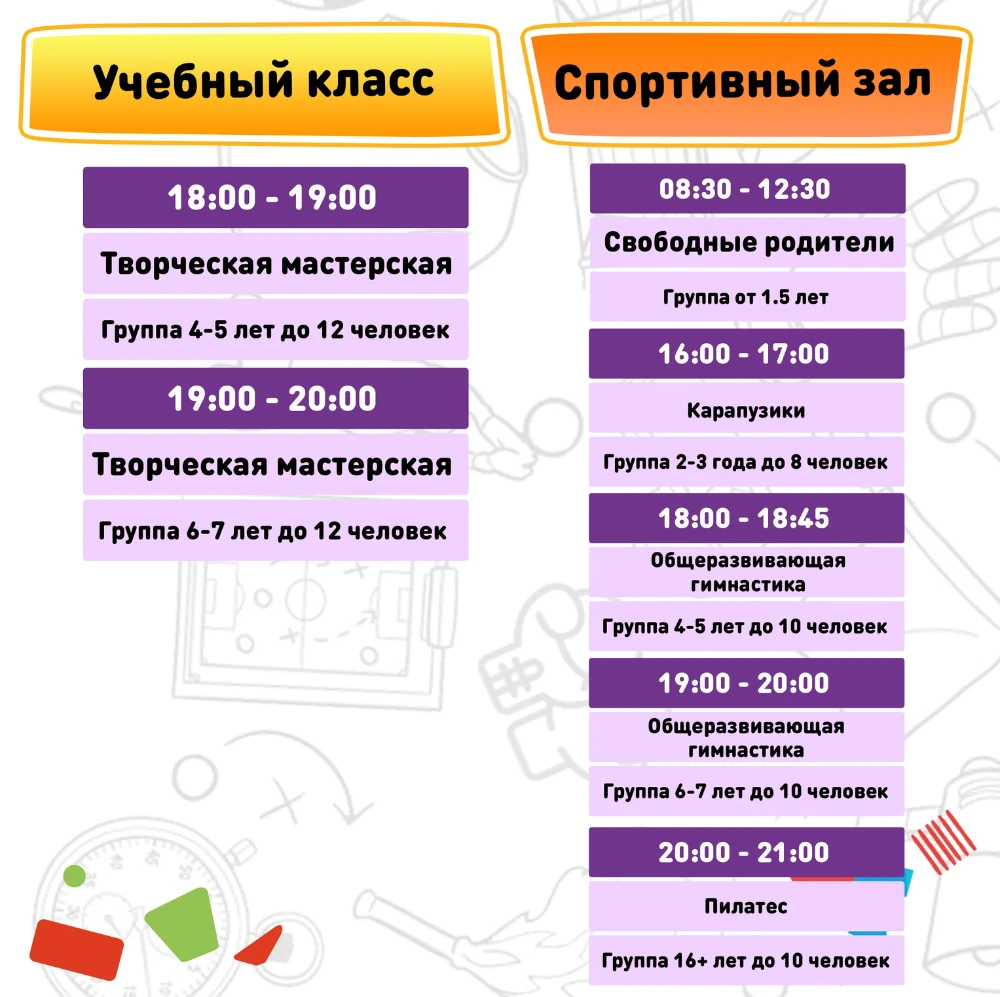 Учебный класс
18:00 - 19:00
Творческая мастерская
Группа 4-5 лет до 12 человек
19:00 - 20:00
Творческая мастерская
Группа 6-7 лет до 12 человек
Спортивный зал
08:30 - 12:30
Свободные родители
Группа от 1.5 лет
16:00 - 17:00
Карапузики
Группа 2-3 года до 8 человек
18:00 - 18:45
Общеразвивающая
гимнастика
Группа 4-5 лет до 10 человек
19:00 - 20:00
Общеразвивающая
гимнастика
Группа 6-7 лет до 10 человек
20:00 - 21:00
Пилатес
Группа 16+ лет до 10 человек